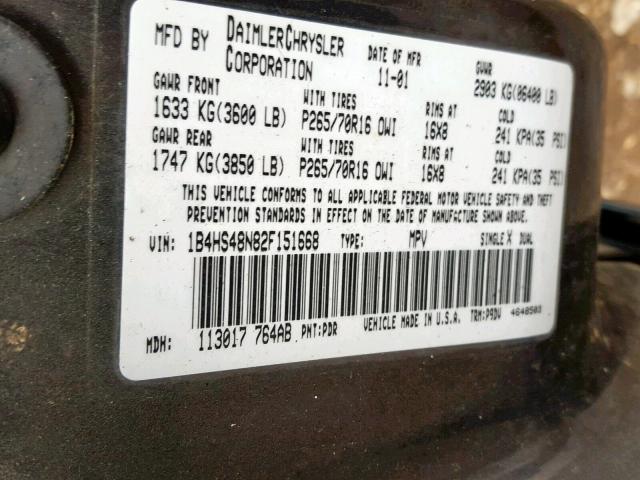 MFD BY DAIMLERCHRYSLER CORPORATION DATE OF MFR 11-01 GVWR 2903 KG(06400 LB)
GAWR FRONT WITH TIRES RIMS AT COLD
1633 KG(3600 LB) P265/70R16 OWI 16X8 241 KPA(35 PSI)
GAWR REAR WITH TIRES RIMS AT COLD
1747 KG(3850 LB) P265/70R16 OWI 16X8 241 KPA(35 PSI)
THIS VEHICLE CONFORMS TO ALL APPLICABLE FEDERAL MOTOR VEHICLE SAFETY AND THEFT
PREVENTION STANDARDS IN EFFECT ON THE DATE OF MANUFACTURE SHOWN ABOVE.
VIN: 1B4HS48N82F151668 TYPE: MPV SINGLE X DUAL
MDH: 113017 764AB PNT:PDR VEHICLE MADE IN U.S.A. TRM:P9DV 4648503